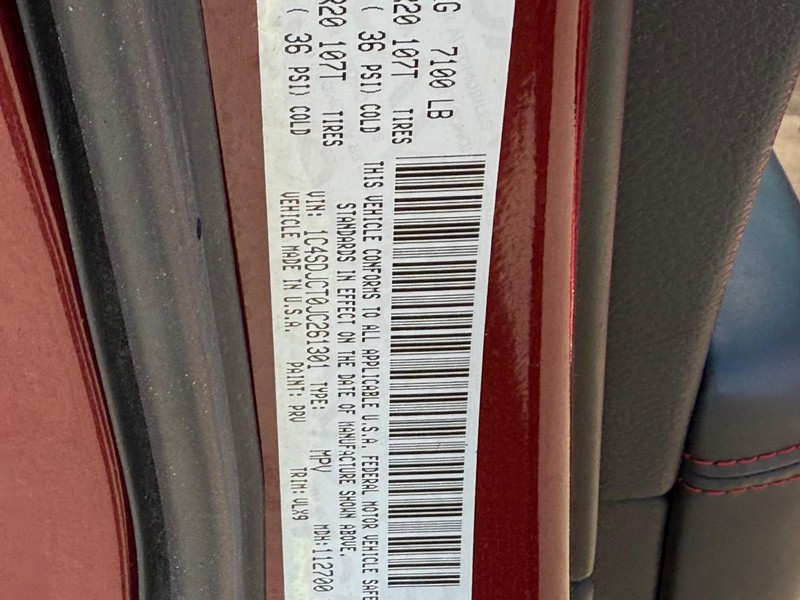 G 7100 LB
R20 107T TIRES
( 36 PSI) COLD
R20 107T TIRES
( 36 PSI) COLD
THIS VEHICLE CONFORMS TO ALL APPLICABLE U.S.A. FEDERAL MOTOR VEHICLE SAFE
STANDARDS IN EFFECT ON THE DATE OF MANUFACTURE SHOWN ABOVE.
VIN: 1C4SDJCT0JC261301 TYPE: MPV MDH:112700
VEHICLE MADE IN U.S.A. PAINT: PRV TRIM:VLX9